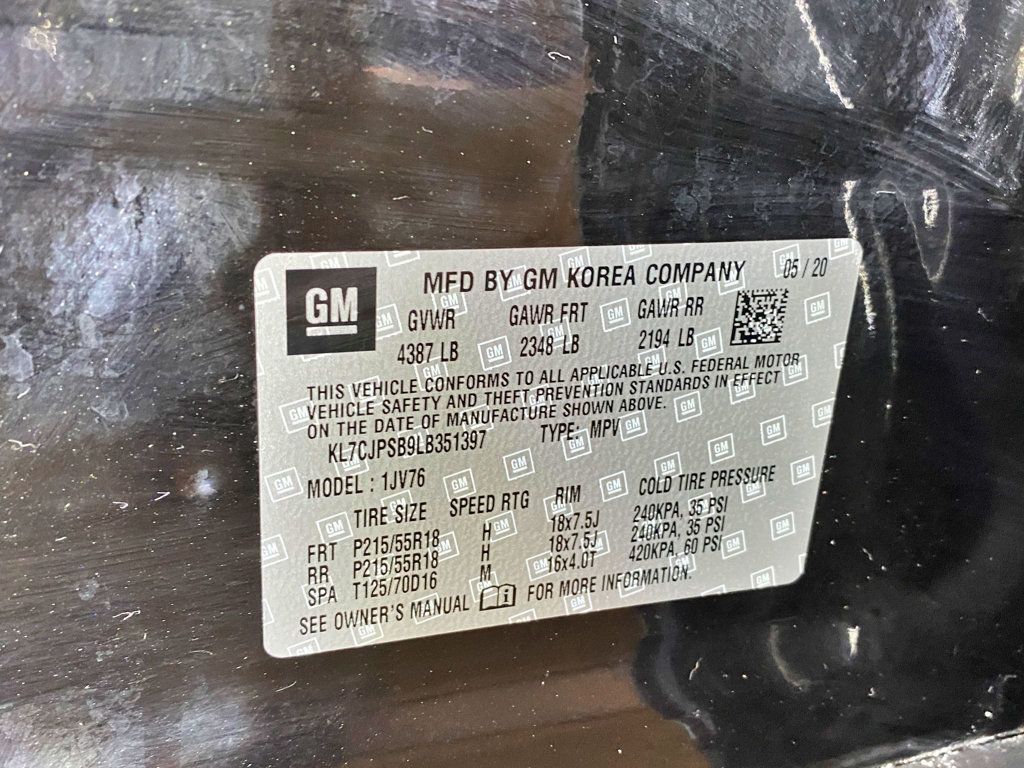 GM
MFD BY GM KOREA COMPANY 05 / 20
GVWR GAWR FRT GAWR RR
4387 LB 2348 LB 2194 LB
THIS VEHICLE CONFORMS TO ALL APPLICABLE U.S. FEDERAL MOTOR
VEHICLE SAFETY AND THEFT PREVENTION STANDARDS IN EFFECT
ON THE DATE OF MANUFACTURE SHOWN ABOVE.
KL7CJPSB9LB351397 TYPE: MPV
MODEL : 1JV76
TIRE SIZE SPEED RTG RIM COLD TIRE PRESSURE
FRT P215/55R18 H 18x7.5J 240KPA, 35 PSI
RR P215/55R18 H 18x7.5J 240KPA, 35 PSI
SPA T125/70D16 M 16x4.0T 420KPA, 60 PSI
SEE OWNER'S MANUAL FOR MORE INFORMATION.